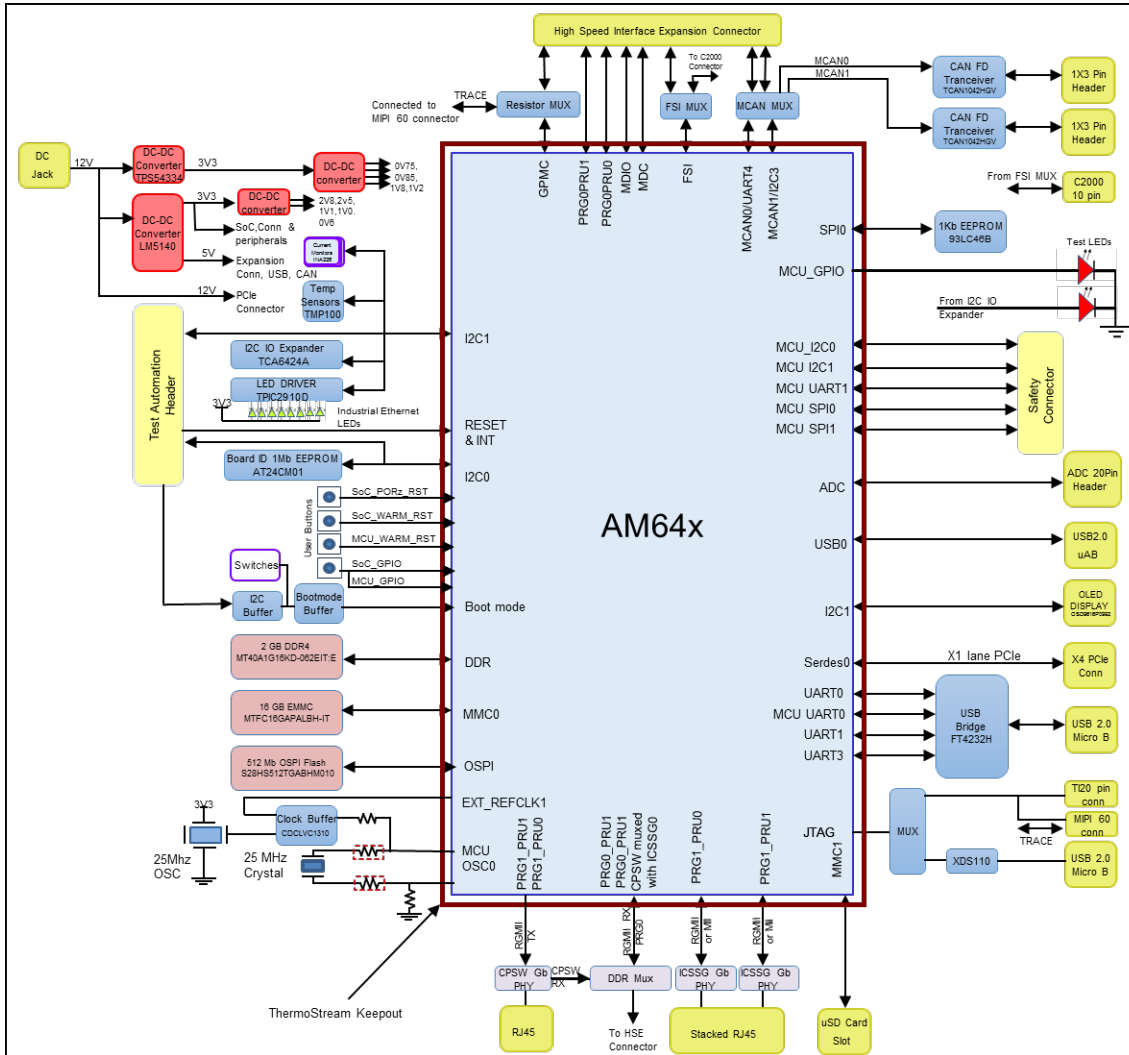 High Speed Interface Expansion Connector
To C2000
Connector
MCAN0
MCAN1
CAN FD
Tranceiver
TCAN1042HGV
1X3 Pin
Header
CAN FD
Tranceiver
TCAN1042HGV
1X3 Pin
Header
Connected to
MIPI 60 connector
TRACE
Resistor MUX
FSI MUX
MCAN MUX
DC
Jack
12V
DC-DC
Converter
TPS54334
3V3
DC-DC
converter
0V75,
0V85,
1V8,1V2
DC-DC
Converter
LM5140
3V3
DC-DC
converter
2V8,2v5,
1V1,1V0.
0V6
SoC,Conn &
peripherals
5V
Expansion
Conn, USB, CAN
12V
PCIe
Connector
Current
Monitors
INA226
Temp
Sensors
TMP100
I2C IO Expander
TCA6424A
LED DRIVER
TPIC2910D
3V3
Industrial Ethernet
LEDs
Test Automation
Header
Board ID 1Mb EEPROM
AT24CM01
User Buttons
SoC_PORz_RST
SoC_WARM_RST
MCU_WARM_RST
SoC_GPIO
MCU_GPIO
Switches
I2C
Buffer
Bootmode
Buffer
2 GB DDR4
MT40A1G16KD-062EIT:E
16 GB EMMC
MTFC16GAPALBH-IT
512 Mb OSPI Flash
S28HS512TGABHM010
3V3
Clock Buffer
CDCLVC1310
25Mhz
OSC
25 MHz
Crystal
ThermoStream Keepout
GPMC
PRG0PRU1
PRG0PRU0
MDIO
MDC
FSI
MCAN0/UART4
MCAN1/I2C3
I2C1
RESET
& INT
I2C0
Boot mode
DDR
MMC0
OSPI
EXT_REFCLK1
MCU
OSC0
AM64x
SPI0
MCU_GPIO
MCU_I2C0
MCU I2C1
MCU UART1
MCU SPI0
MCU SPI1
ADC
USB0
I2C1
Serdes0
UART0
MCU UART0
UART1
UART3
JTAG
MMC1
PRG1_PRU1
PRG1_PRU0
PRG0_PRU1
PRG0_PRU1
CPSW muxed
with ICSSG0
PRG1_PRU0
PRG1_PRU1
From FSI MUX
C2000
10 pin
1Kb EEPROM
93LC46B
Test LEDs
From I2C IO
Expander
Safety
Connector
ADC 20Pin
Header
USB2.0
uAB
OLED
DISPLAY
X1 lane PCIe
X4 PCIe
Conn
USB
Bridge
FT4232H
USB 2.0
Micro B
MUX
TI20 pin
conn
MIPI 60
conn
TRACE
XDS110
USB 2.0
Micro B
RGMII
TX
RGMII RX
PRG0
RGMII
or MII
RGMII
or Mii
CPSW Gb
PHY
CPSW
RX
DDR Mux
ICSSG Gb
PHY
ICSSG Gb
PHY
RJ45
To HSE
Connector
Stacked RJ45
uSD Card
Slot